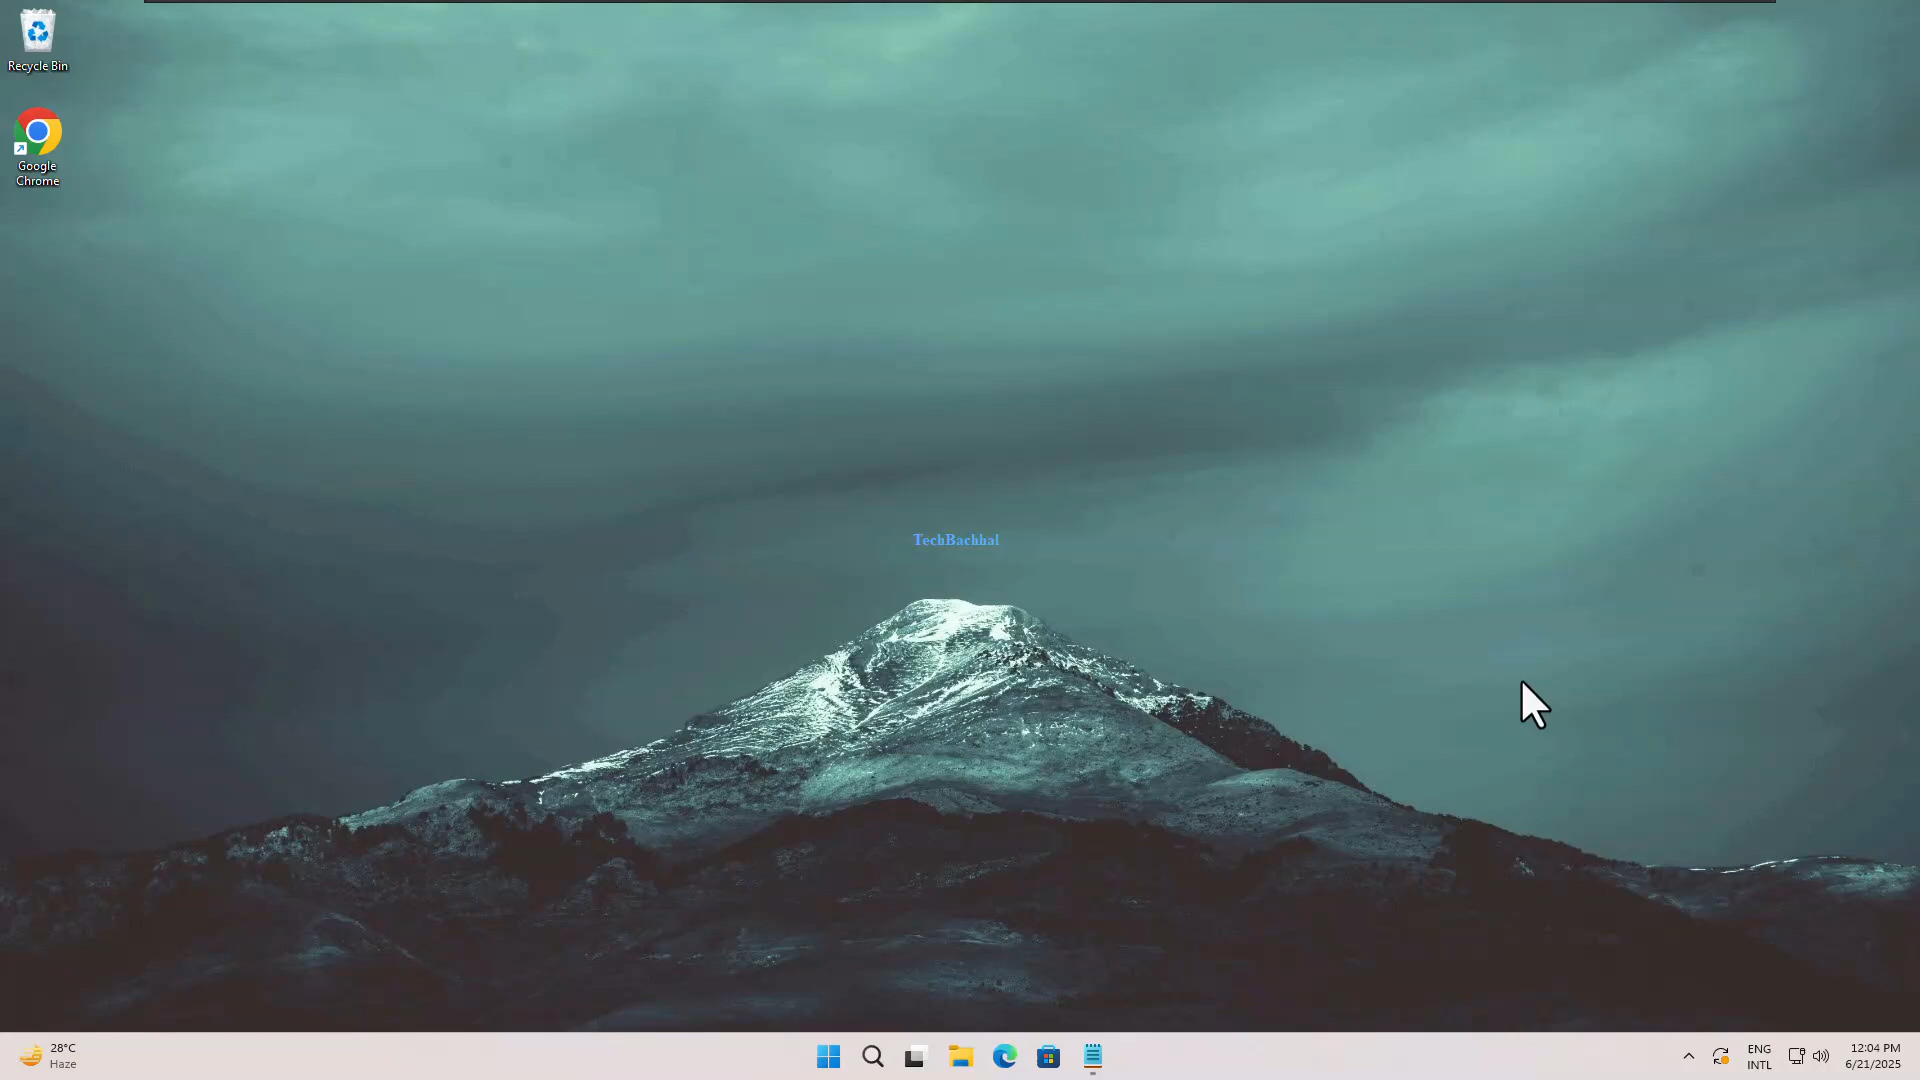 Recycle Bin
Google
Chrome
TechBachhal
28°C
Haze
ENG
INTL
12:04 PM
6/21/2025